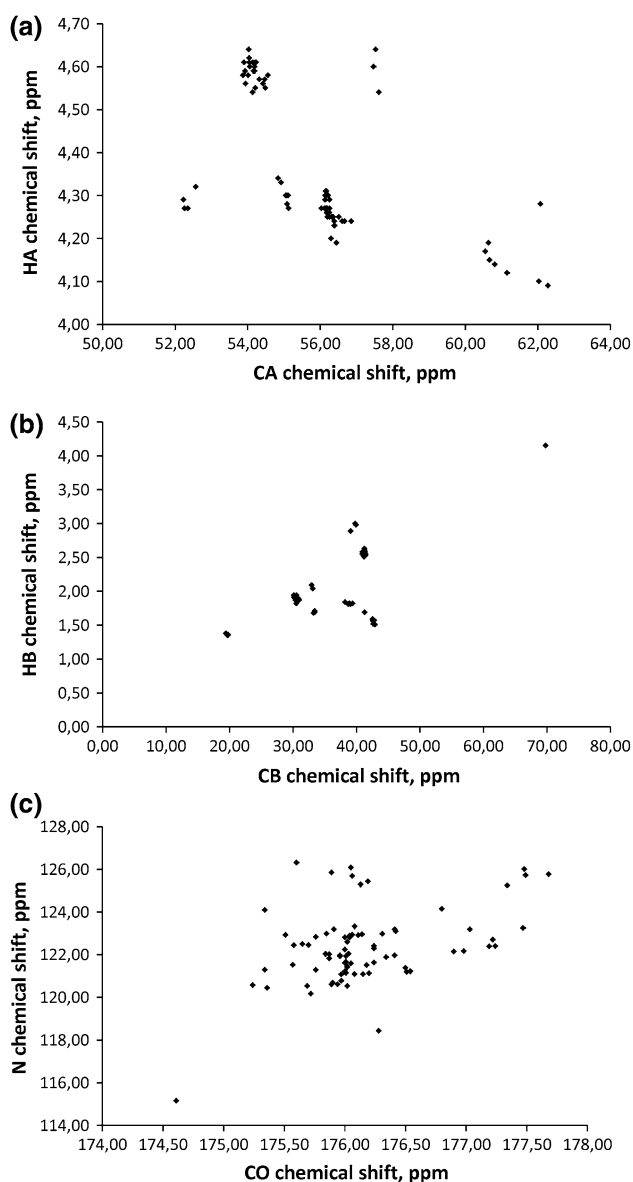 (a)
HA chemical shift, ppm
4,70
4,60
4,50
4,40
4,30
4,20
4,10
4,00
50,00 52,00 54,00 56,00 58,00 60,00 62,00 64,00
CA chemical shift, ppm
(b)
HB chemical shift, ppm
4,50
4,00
3,50
3,00
2,50
2,00
1,50
1,00
0,50
0,00
0,00 10,00 20,00 30,00 40,00 50,00 60,00 70,00 80,00
CB chemical shift, ppm
(c)
N chemical shift, ppm
128,00
126,00
124,00
122,00
120,00
118,00
116,00
114,00
174,00 174,50 175,00 175,50 176,00 176,50 177,00 177,50 178,00
CO chemical shift, ppm